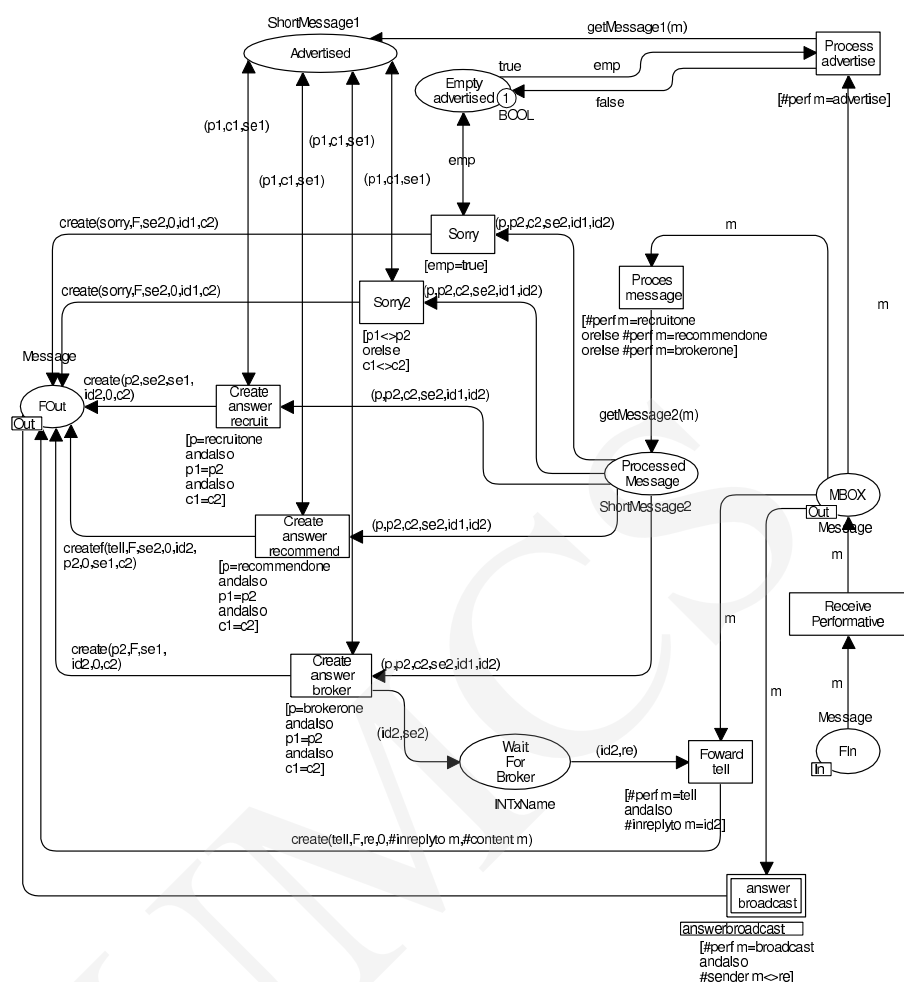 ShortMessage1
Advertised
getMessage1(m)
Process
advertise
[#perf m=advertise]
true
emp
false
Empty
advertised
1
BOOL
(p1,c1,se1)
(p1,c1,se1)
(p1,c1,se1)
(p1,c1,se1)
emp
create(sorry,F,se2,0,id1,c2)
Sorry
[emp=true]
(p,p2,c2,se2,id1,id2)
m
m
Proces
message
[#perf m=recruitone
orelse #perf m=recommendone
orelse #perf m=brokerone]
create(sorry,F,se2,0,id1,c2)
Sorry2
[p1<>p2
orelse
c1<>c2]
(p,p2,c2,se2,id1,id2)
Message
FOut
Out
create(p2,se2,se1,
id2,0,c2)
Create
answer
recruit
[p=recruitone
andalso
p1=p2
andalso
c1=c2]
(p,p2,c2,se2,id1,id2)
getMessage2(m)
Processed
Message
ShortMessage2
MBOX
Out
Message
createf(tell,F,se2,0,id2,
p2,0,se1,c2)
Create
answer
recommend
[p=recommendone
andalso
p1=p2
andalso
c1=c2]
(p,p2,c2,se2,id1,id2)
m
Receive
Performative
m
m
m
Message
FIn
In
create(p2,F,se1,
id2,0,c2)
Create
answer
broker
[p=brokerone
andalso
p1=p2
andalso
c1=c2]
(p,p2,c2,se2,id1,id2)
(id2,se2)
Wait
For
Broker
INTxName
(id2,re)
Foward
tell
[#perf m=tell
andalso
#inreplyto m=id2]
create(tell,F,re,0,#inreplyto m,#content m)
answer
broadcast
answerbroadcast
[#perf m=broadcast
andalso
#sender m<>re]
UMCS